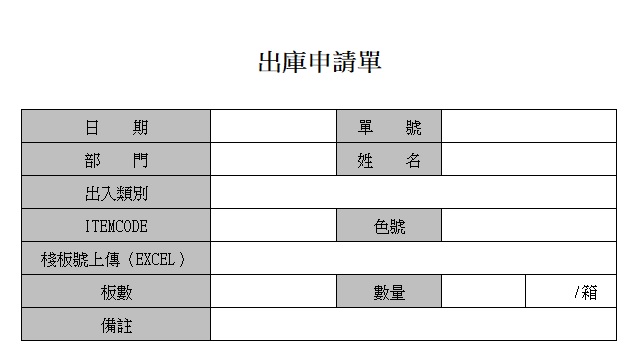 出庫申請單
日　　期　單　　號
部　　門　姓　　名
出入類別
ITEMCODE　色號
棧板號上傳（EXCEL）
板數　數量　/箱
備註